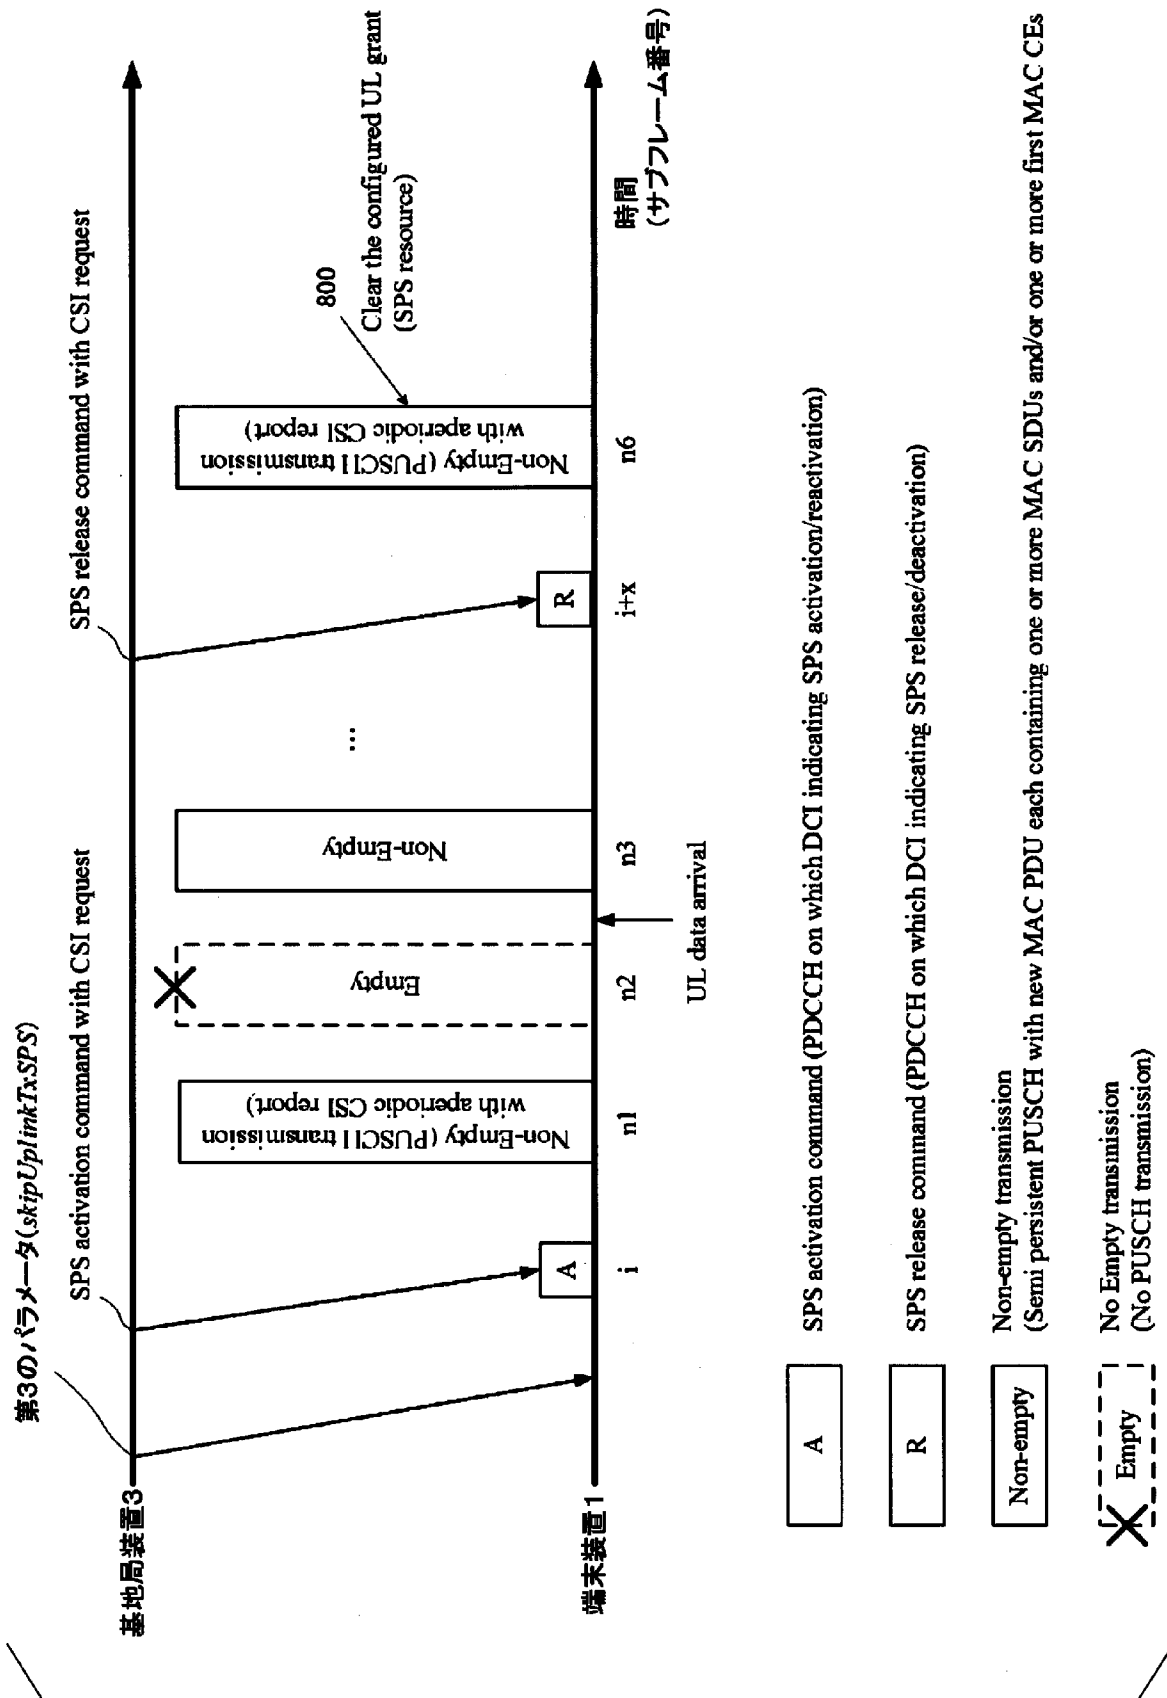 第3のパラメータ(skipUplinkTxSPS)
SPS activation command with CSI request
SPS release command with CSI request
基地局装置3
Non-Empty (PUSCH transmission
with aperiodic CSI report)
Empty
Non-Empty
...
Non-Empty (PUSCH transmission
with aperiodic CSI report)
800
Clear the configured UL grant
(SPS resource)
A
R
端末装置1
i
n1
n2
n3
i+x
n6
時間
(サブフレーム番号)
UL data arrival
A
SPS activation command (PDCCH on which DCI indicating SPS activation/reactivation)
R
SPS release command (PDCCH on which DCI indicating SPS release/deactivation)
Non-empty
Non-empty transmission
(Semi persistent PUSCH with new MAC PDU each containing one or more MAC SDUs and/or one or more first MAC CEs
Empty
No Empty transmission
(No PUSCH transmission)